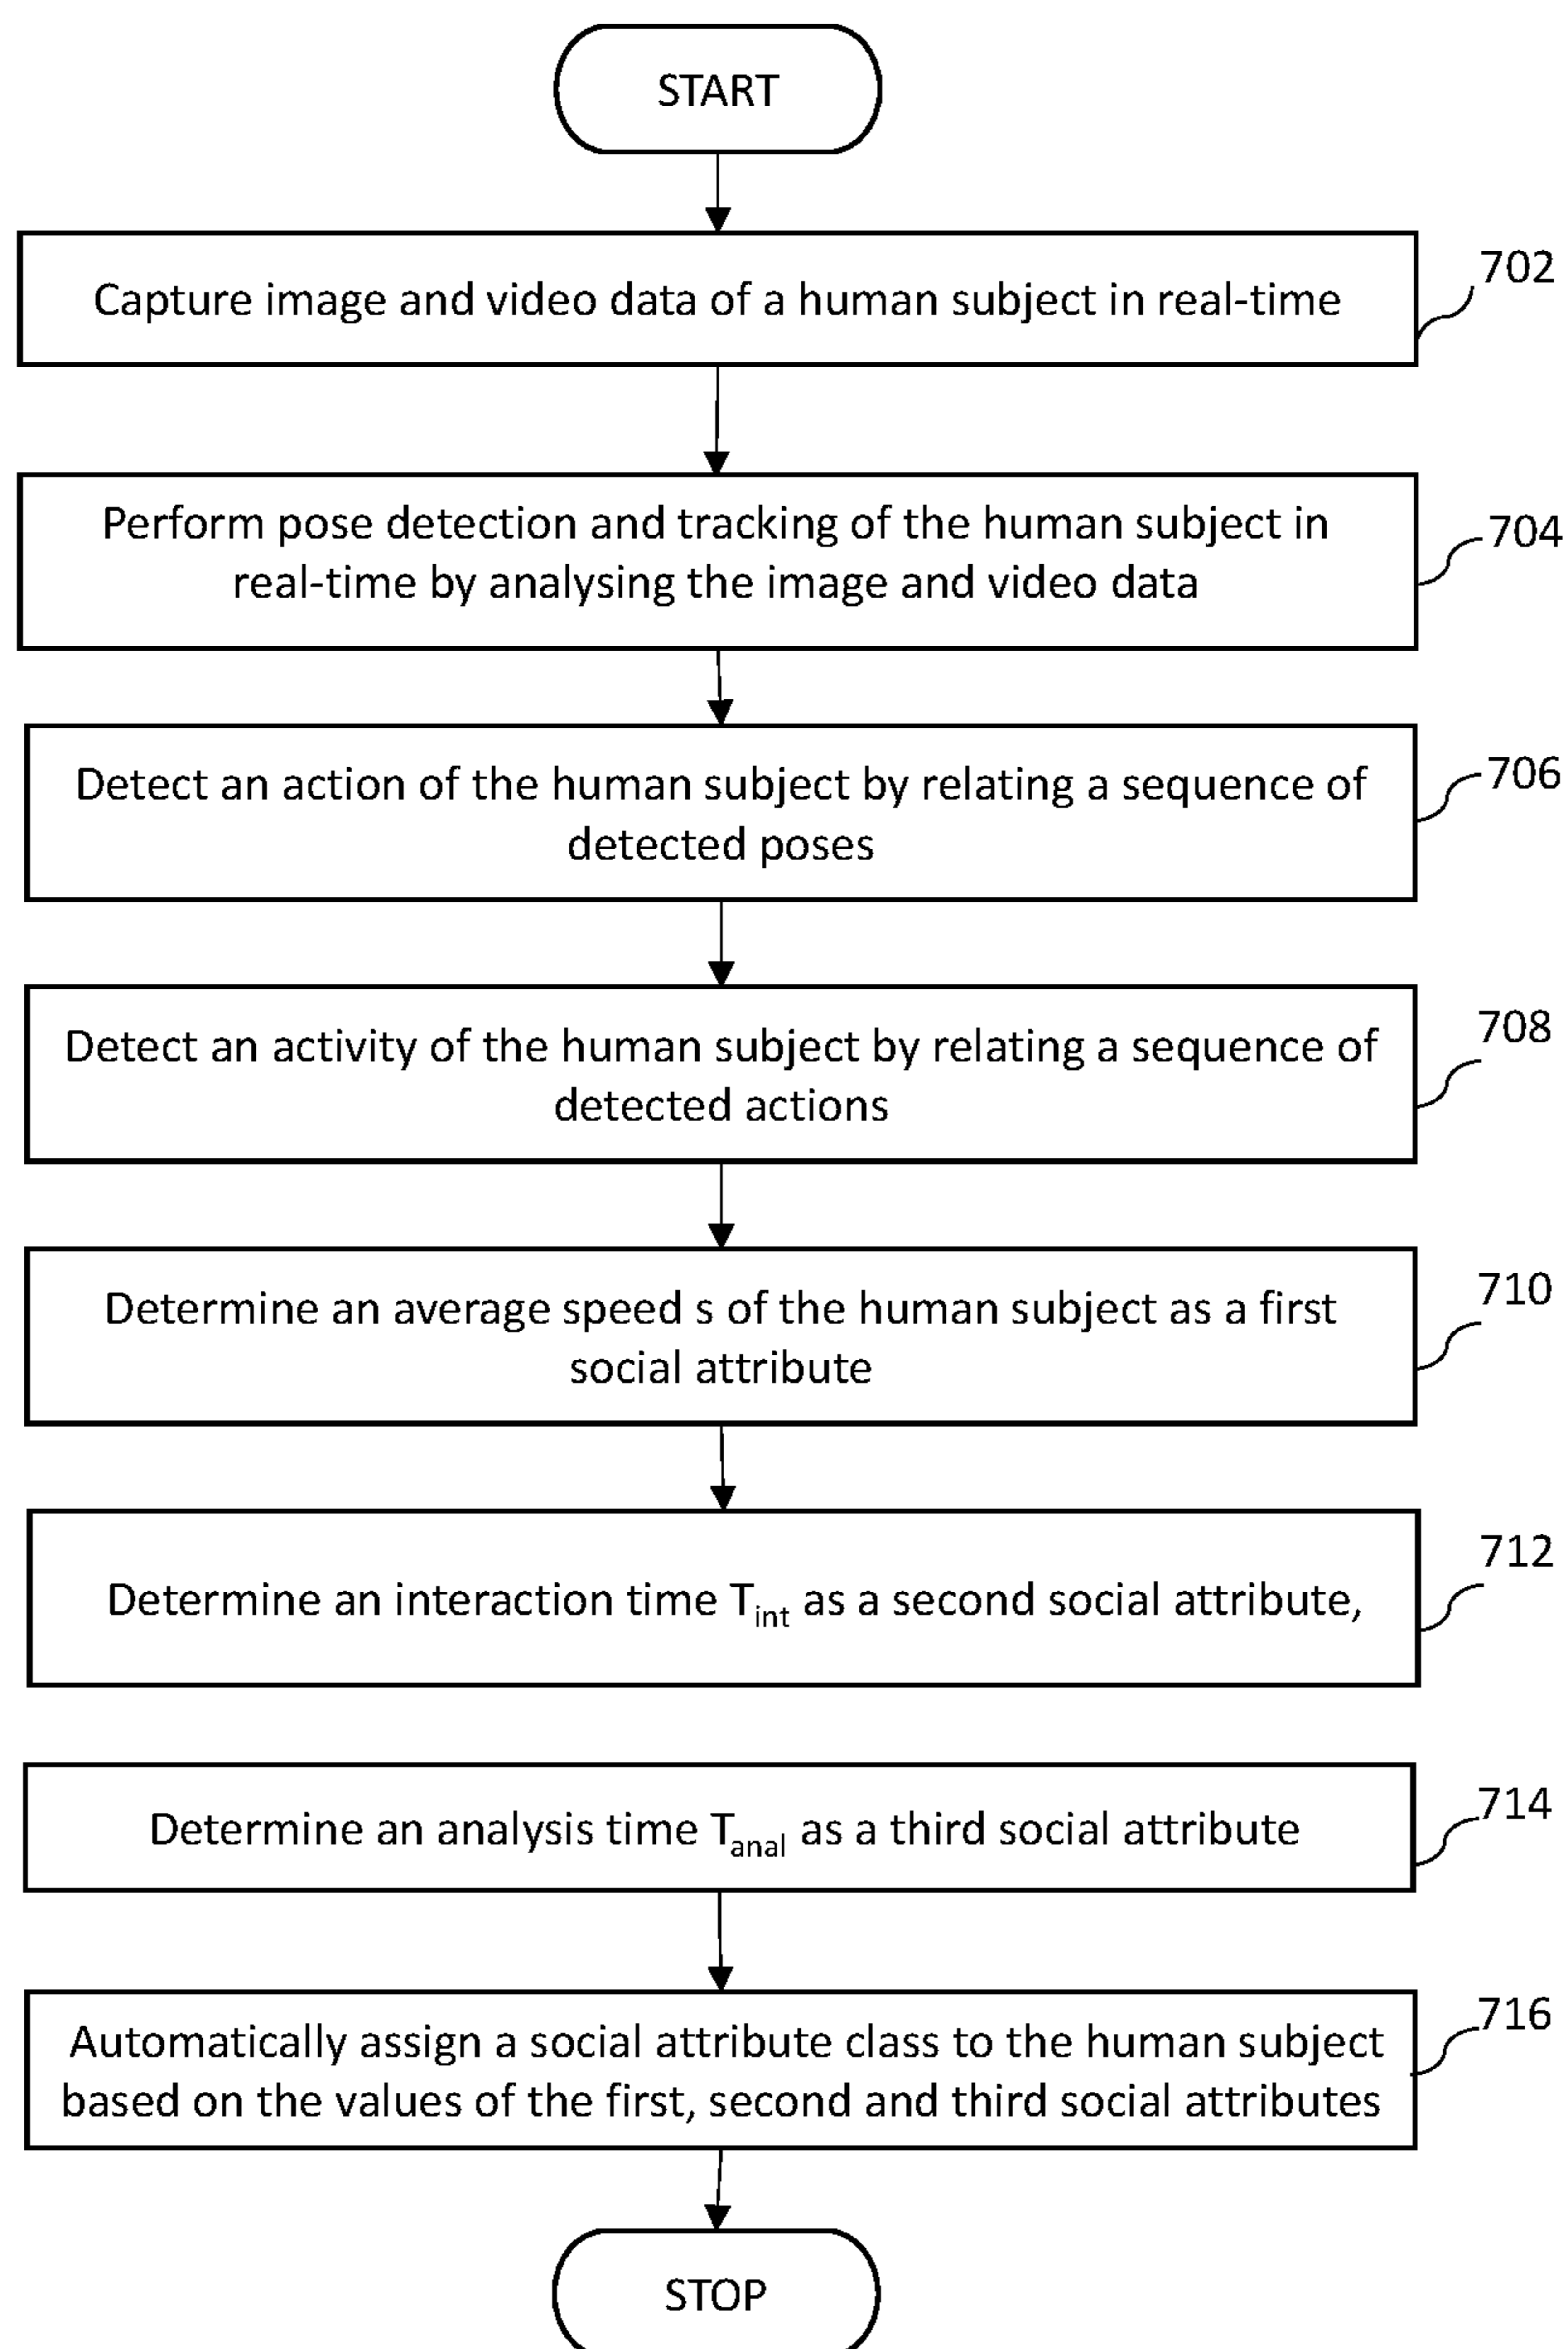 START
Capture image and video data of a human subject in real-time
702
Perform pose detection and tracking of the human subject in
real-time by analysing the image and video data
704
Detect an action of the human subject by relating a sequence of
detected poses
706
Detect an activity of the human subject by relating a sequence of
detected actions
708
Determine an average speed s of the human subject as a first
social attribute
710
Determine an interaction time Tint as a second social attribute,
712
Determine an analysis time Tanal as a third social attribute
714
Automatically assign a social attribute class to the human subject
based on the values of the first, second and third social attributes
716
STOP